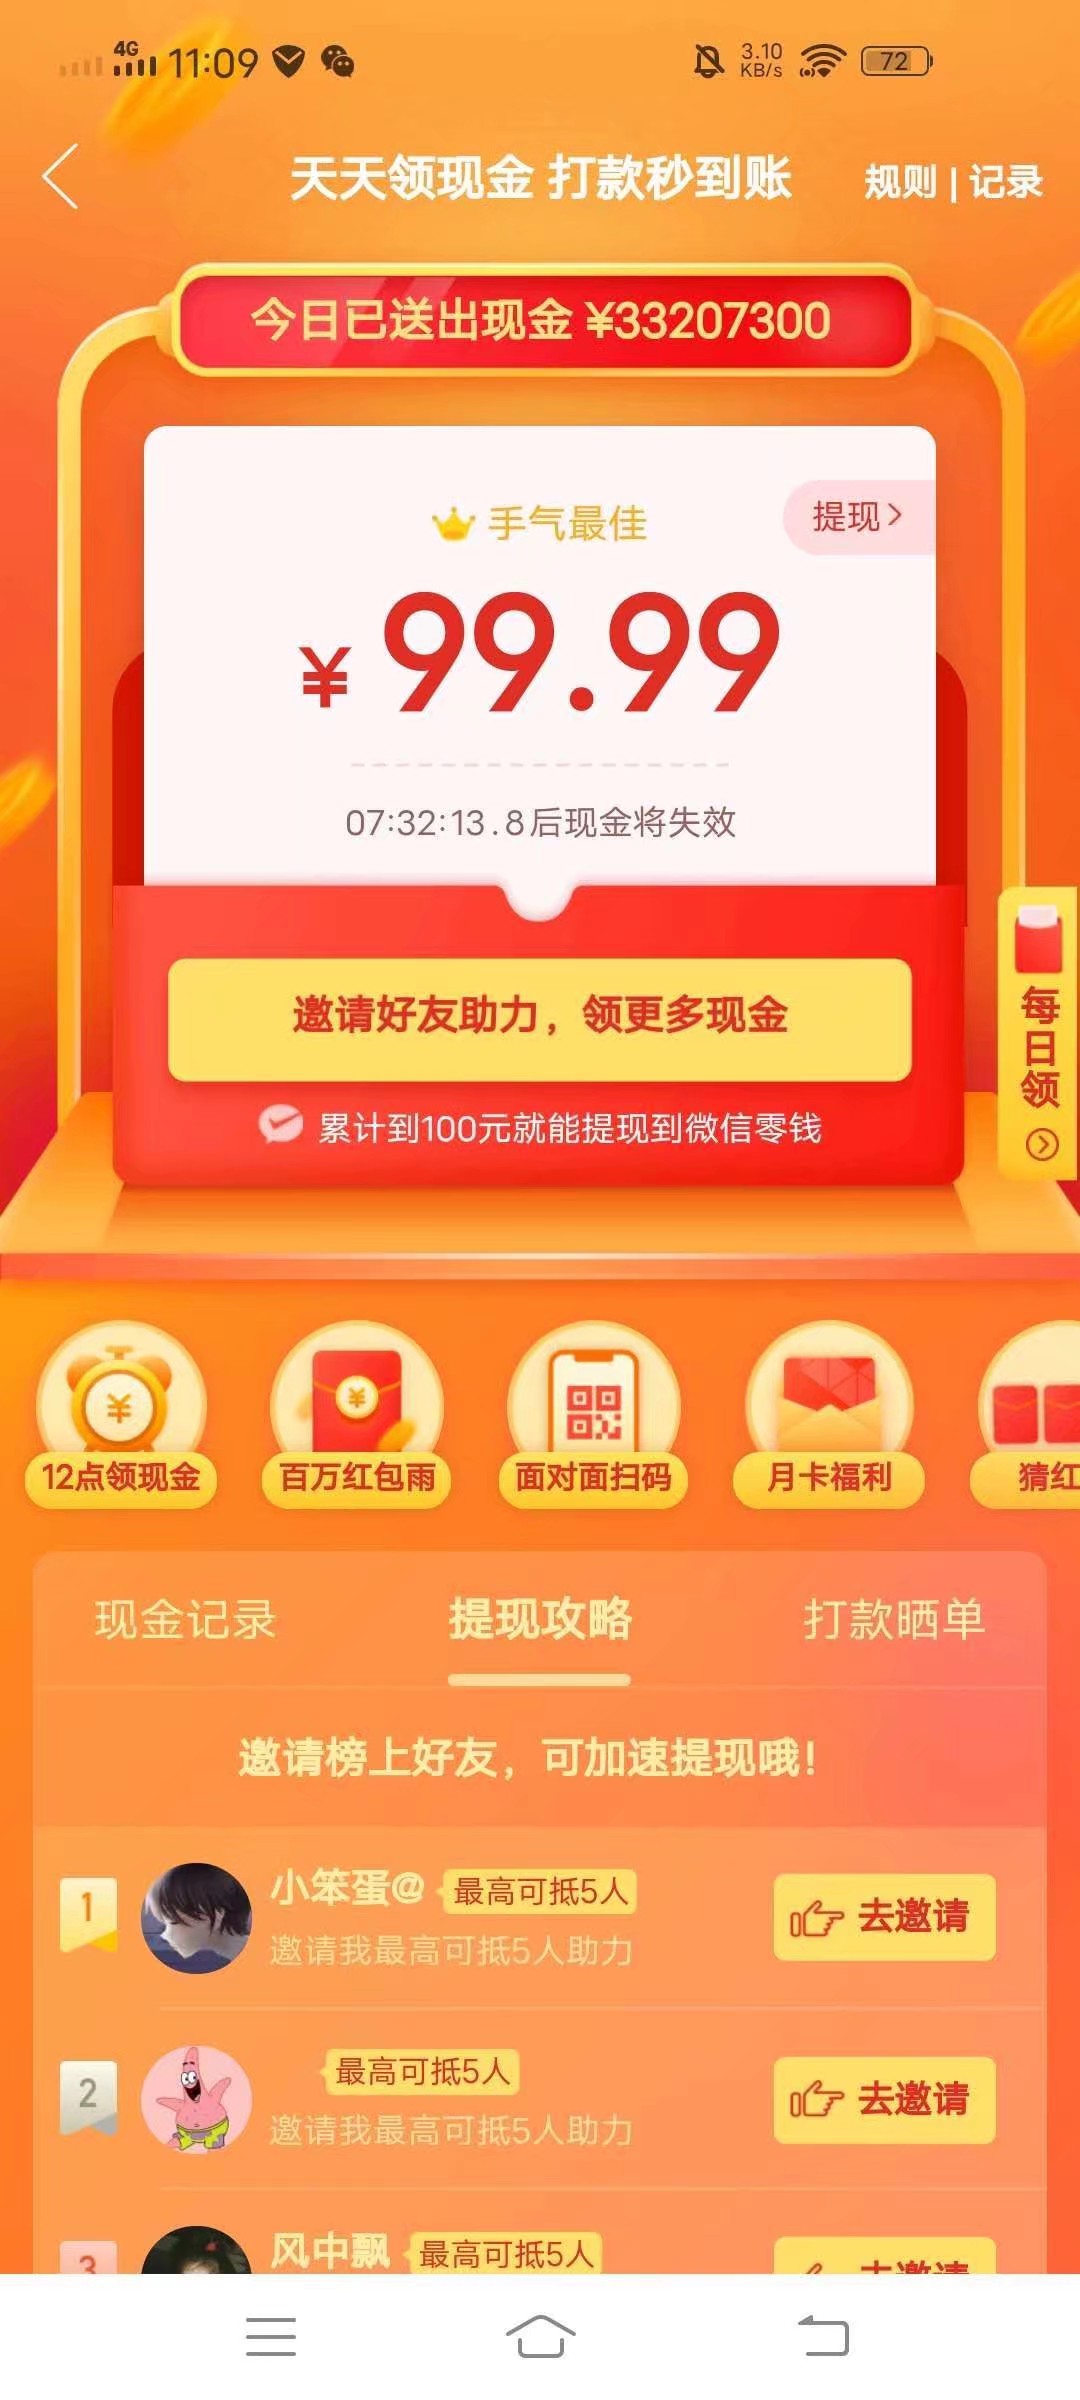 4G 11:09 3.10 KB/s 72
天天领现金 打款秒到账 规则 | 记录
今日已送出现金 ¥33207300
手气最佳
提现>
¥ 99.99
07:32:13.8后现金将失效
邀请好友助力，领更多现金
累计到100元就能提现到微信零钱
每日领
12点领现金 百万红包雨 面对面扫码 月卡福利 猜红
现金记录 提现攻略 打款晒单
邀请榜上好友，可加速提现哦！
1 小笨蛋@ 最高可抵5人
邀请我最高可抵5人助力
去邀请
2 最高可抵5人
邀请我最高可抵5人助力
去邀请
3 风中飘 最高可抵5人
去邀请